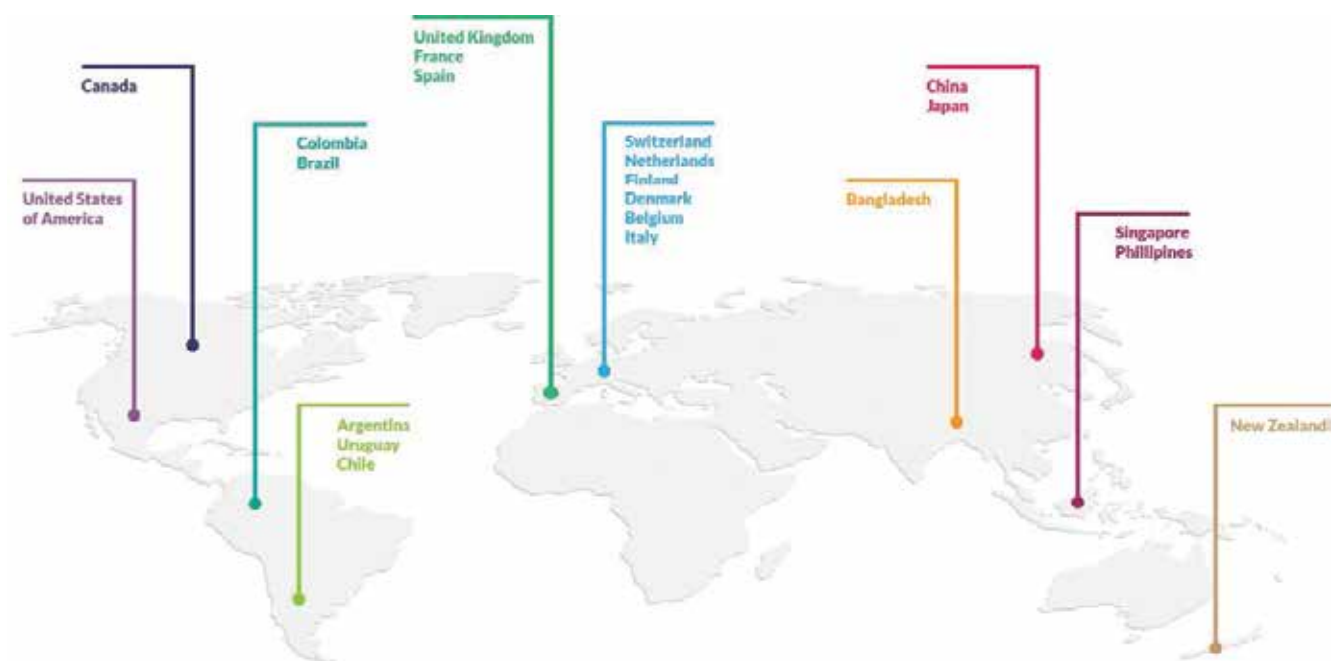 United Kingdom
France
Spain
Canada
China
Japan
Colombia
Brazil
Switzerland
Netherlands
Finland
Denmark
Belgium
Italy
United States
of America
Bangladesh
Singapore
Phillipines
Argentina
Uruguay
Chile
New Zealand